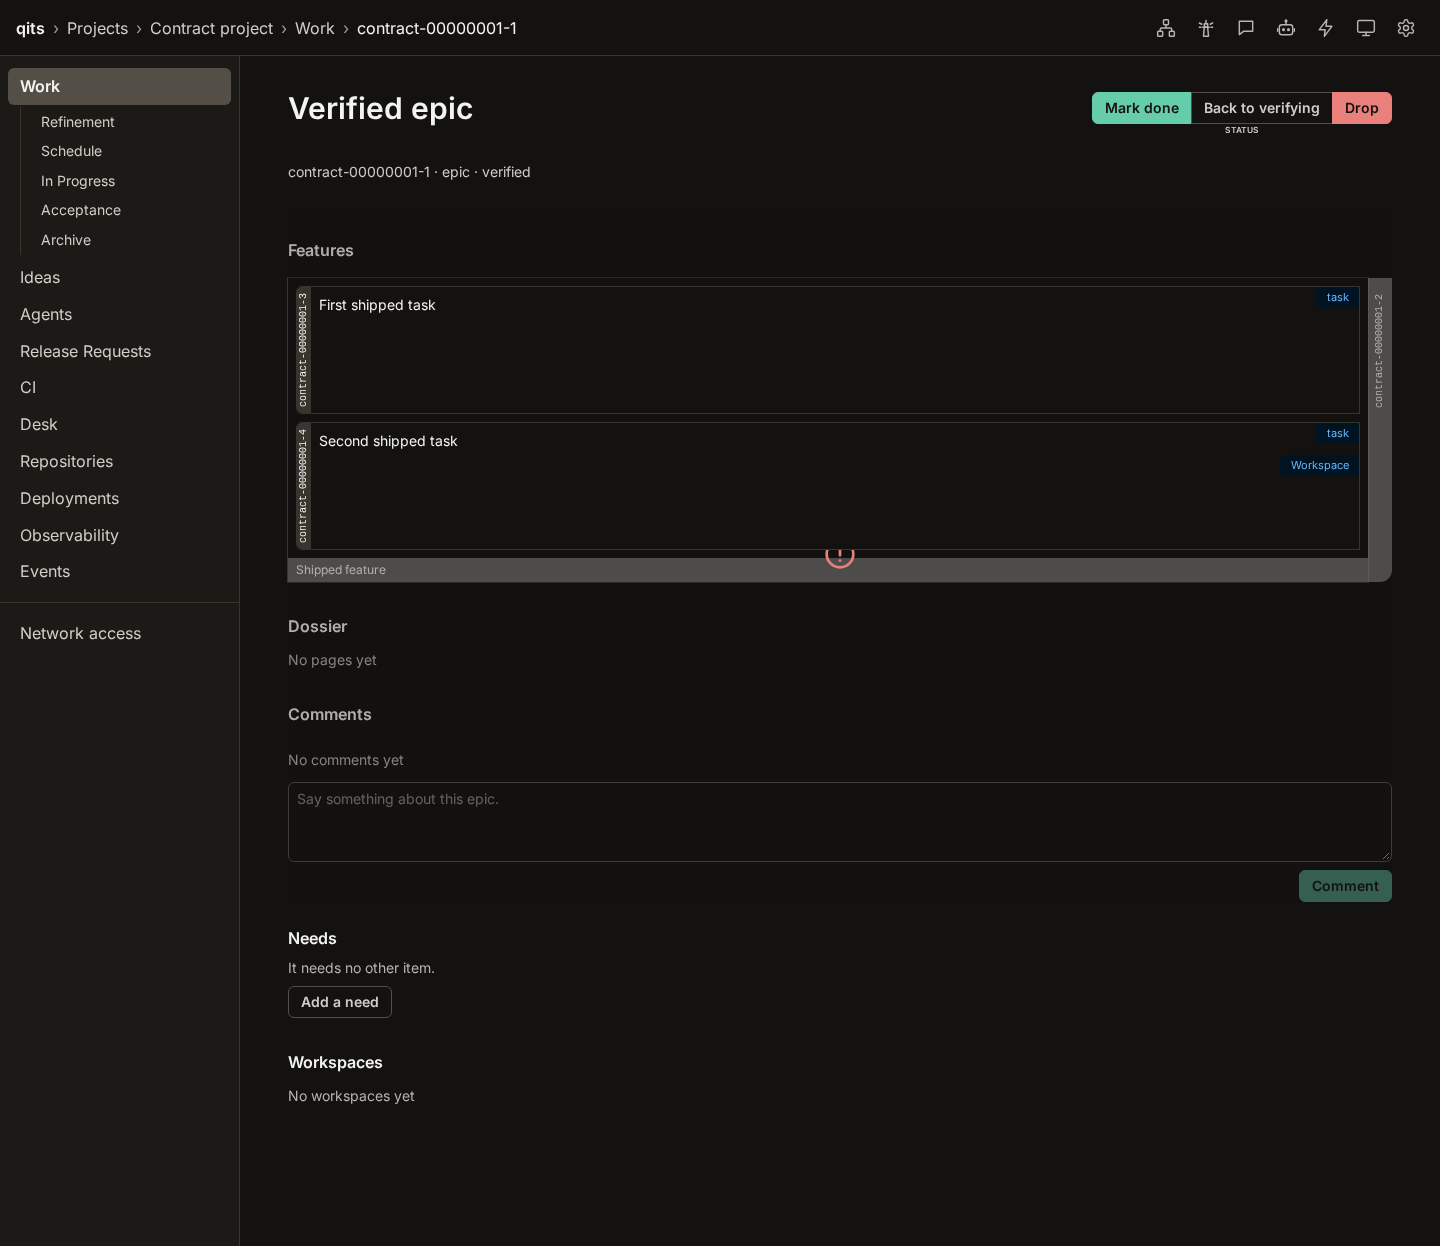 qits › Projects › Contract project › Work › contract-00000001-1
Work
Refinement
Schedule
In Progress
Acceptance
Archive
Ideas
Agents
Release Requests
CI
Desk
Repositories
Deployments
Observability
Events
Network access
Verified epic
Mark done
Back to verifying
Drop
STATUS
contract-00000001-1 · epic · verified
Features
contract-00000001-3
First shipped task
task
contract-00000001-2
contract-00000001-4
Second shipped task
task
Workspace
Shipped feature
Dossier
No pages yet
Comments
No comments yet
Say something about this epic.
Comment
Needs
It needs no other item.
Add a need
Workspaces
No workspaces yet